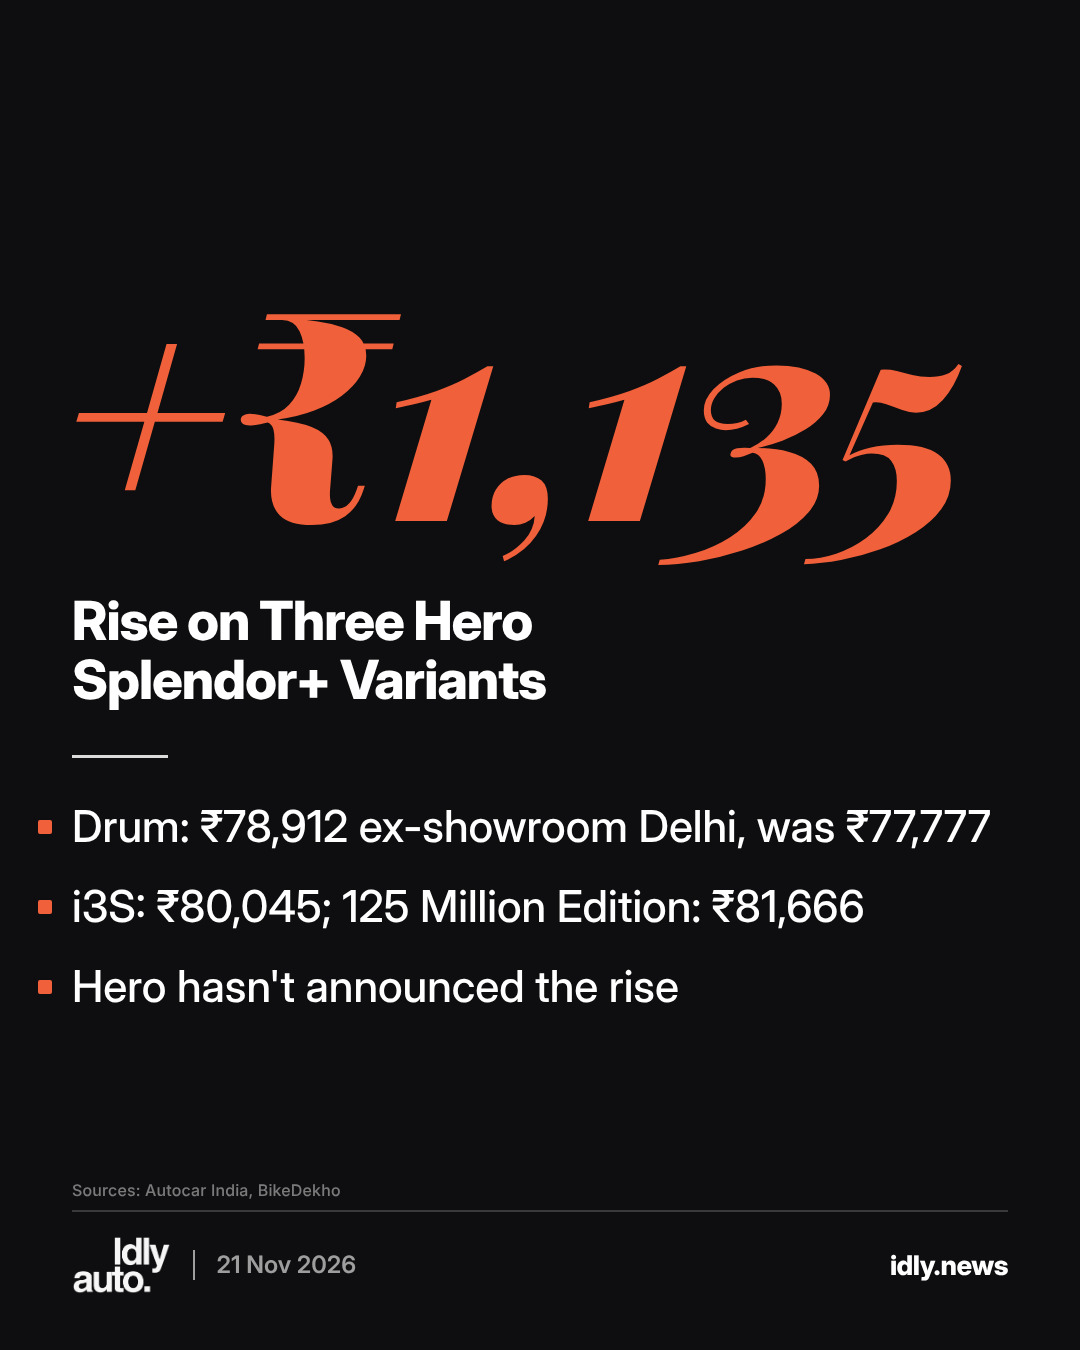 +₹1,135
Rise on Three Hero
Splendor+ Variants
Drum: ₹78,912 ex-showroom Delhi, was ₹77,777
i3S: ₹80,045; 125 Million Edition: ₹81,666
Hero hasn't announced the rise
Sources: Autocar India, BikeDekho
Idly
auto.
21 Nov 2026
idly.news